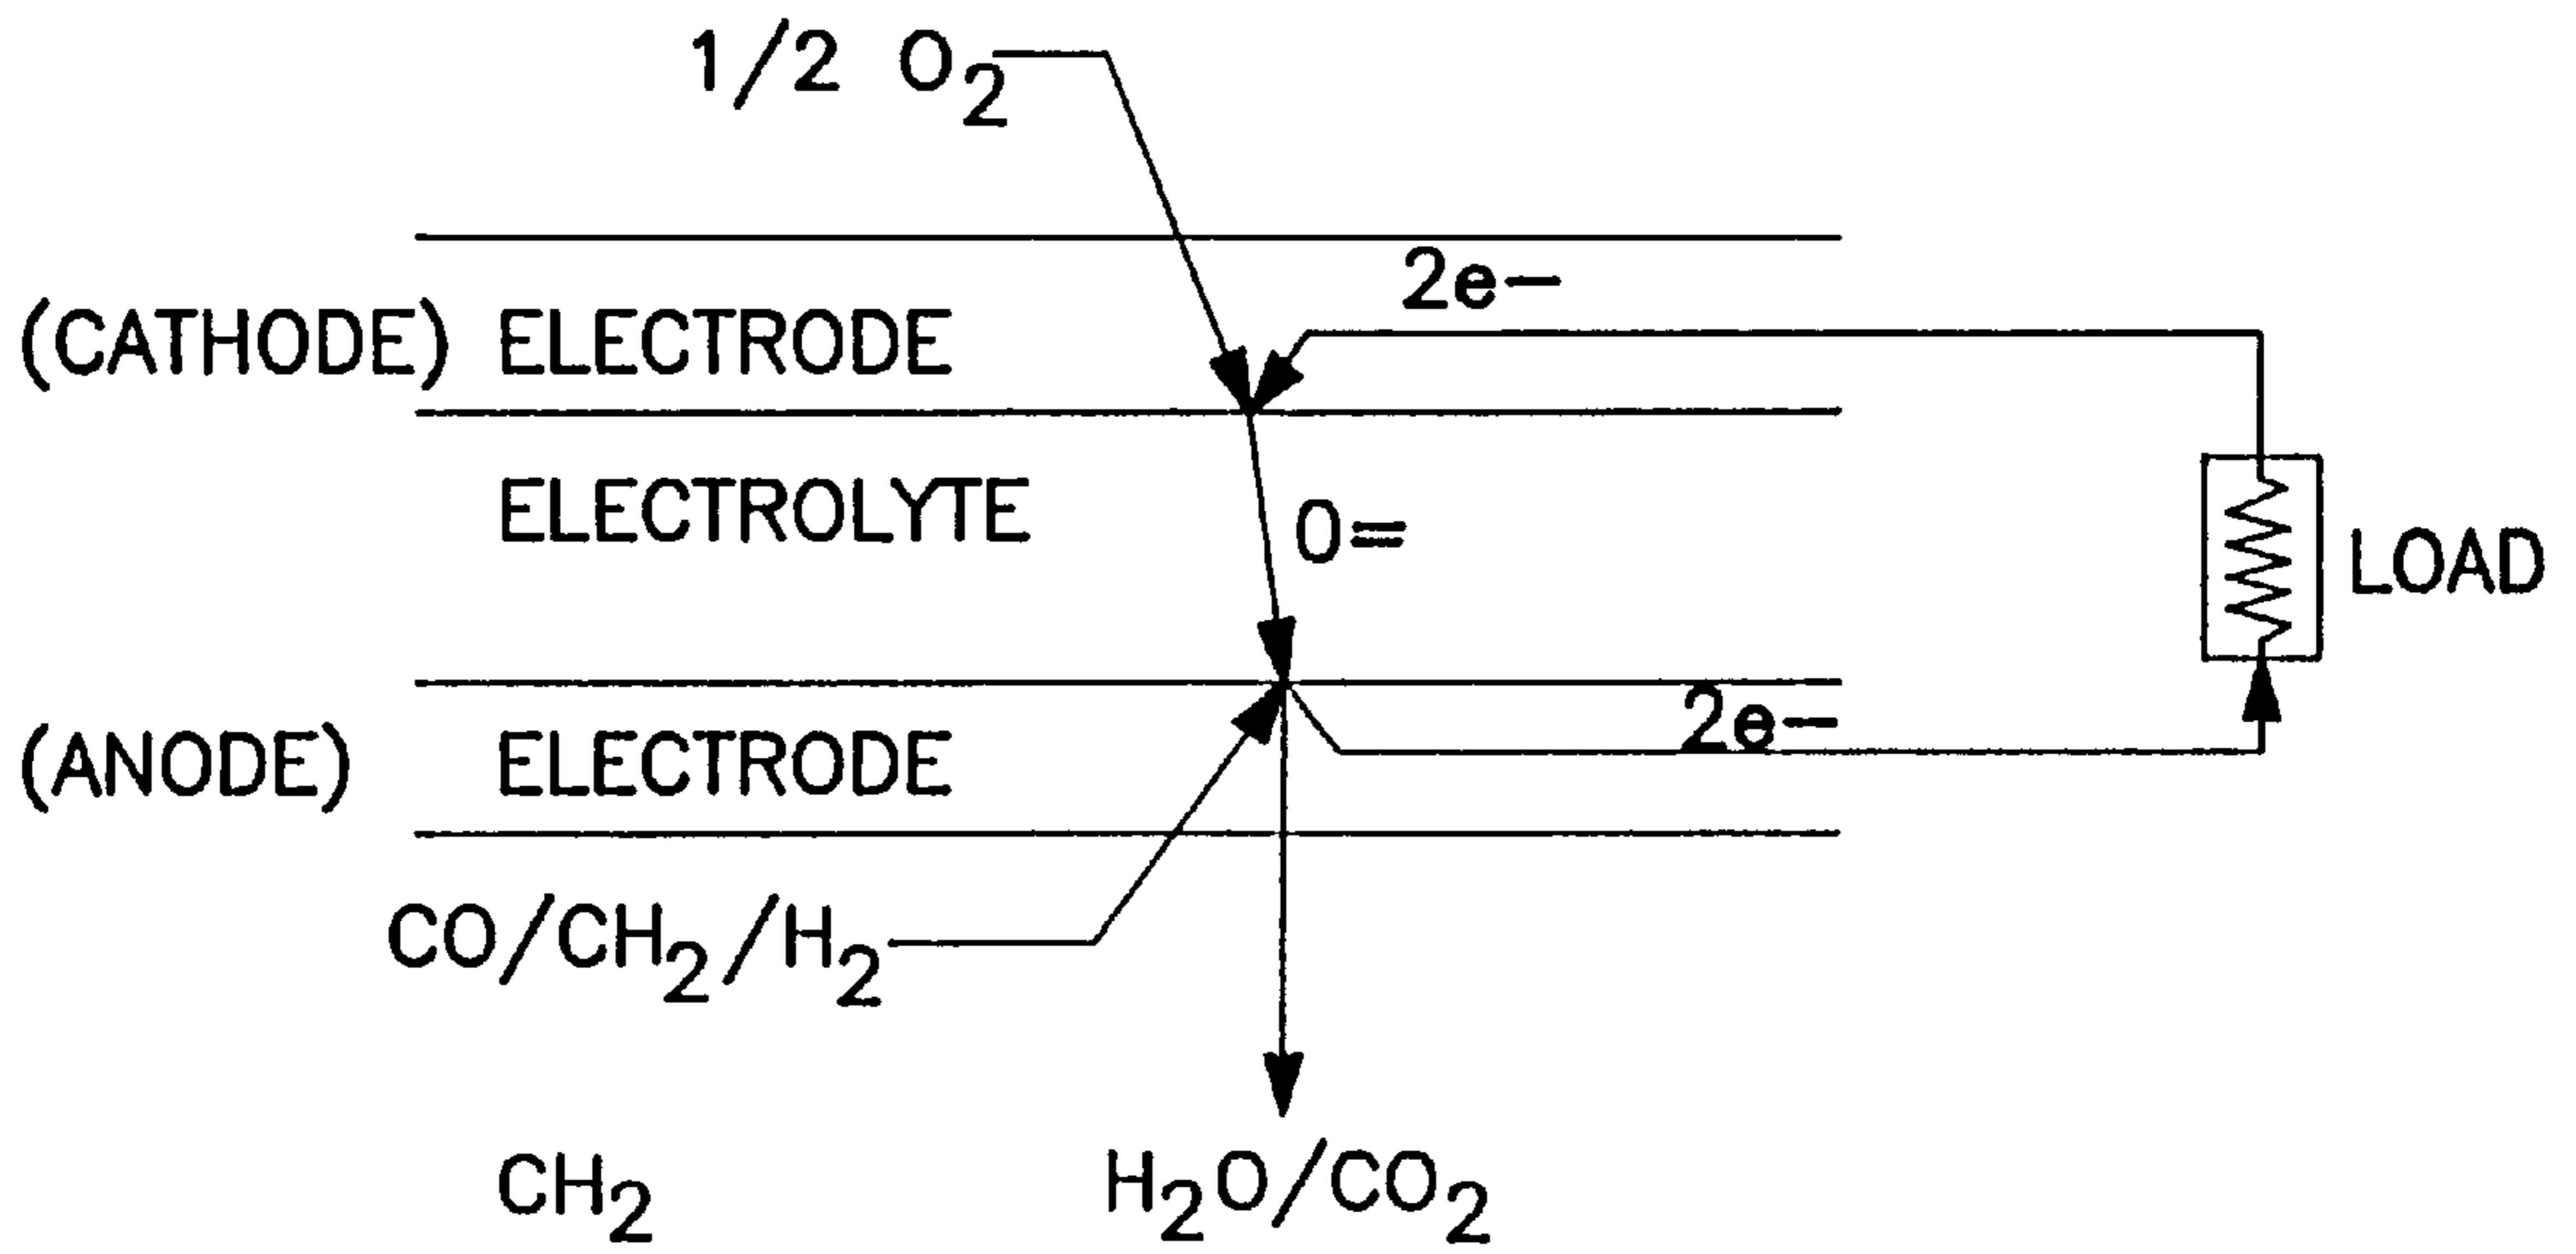 1/2 O₂
2e-
(CATHODE) ELECTRODE
ELECTROLYTE
O=
LOAD
2e-
(ANODE) ELECTRODE
CO/CH₂/H₂
CH₂ H₂O/CO₂